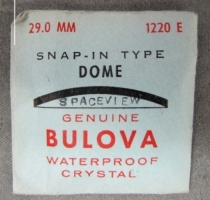 29.0 MM 1220 E
SNAP-IN TYPE
DOME
SPACEVIEW
GENUINE
BULOVA
WATERPROOF
CRYSTAL